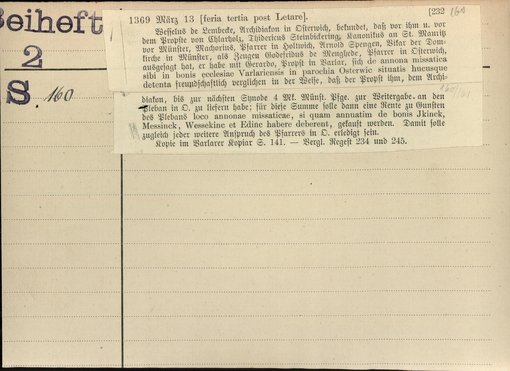 Beiheft
2
S. 160
[232 164
1369 März 13 [feria tertia post Letare].
Wesselus de Lembeck, Archidiakon in Osterwich, bekundet, daß vor ihm u. vor
dem Propste von Chlarholz, Thidericus Steinbickering, Kanonikus an St. Mauritz
vor Münster, Machorius, Pfarrer in Holtwich, Arnold Spengen, Vikar der Dom-
kirche in Münster, als Zeugen Godefridus de Menghede, Pfarrer in Osterwich,
ausgesagt hat, er habe mit Gerardo, Propst in Varlar, sich de annona missatica
sibi in bonis ecclesiae Varlariensis in parochia Osterwic situatis hucusque
detenta freundschaftlich verglichen in der Weise, daß der Propst ihm, dem Archi-
diakon, bis zur nächsten Synode 4 Mk. Münst. Pfge. zur Weitergabe an den
Pleban in O. zu liefern habe; für diese Summe solle dann eine Rente zu Gunsten
des Plebans loco annonae missaticae, si quam annuatim de bonis Jkinck,
Messinck, Wessekinc et Edinc habere deberent, gekauft werden. Damit solle
zugleich jeder weitere Anspruch des Pfarrers in O. erledigt sein.
Kopie im Varlarer Kopiar S. 141. — Vergl. Regest 234 und 245.